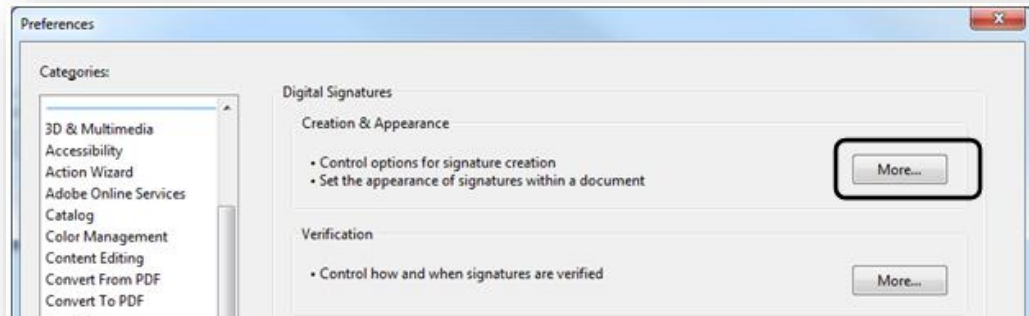 Preferences
Categories:
3D & Multimedia
Accessibility
Action Wizard
Adobe Online Services
Catalog
Color Management
Content Editing
Convert From PDF
Convert To PDF
Digital Signatures
Creation & Appearance
• Control options for signature creation
• Set the appearance of signatures within a document
More...
Verification
• Control how and when signatures are verified
More...